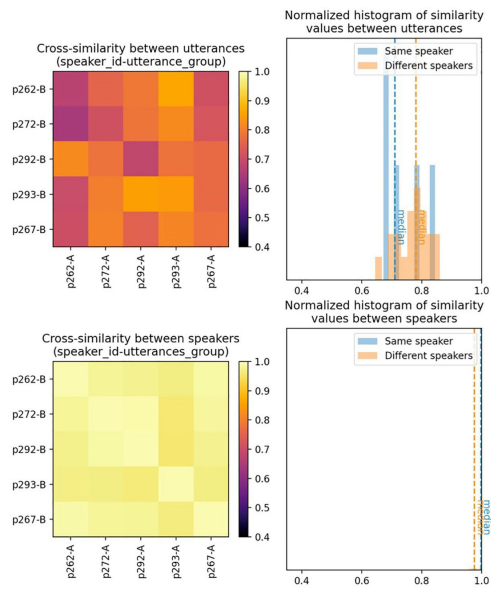 Normalized histogram of similarity
values between utterances
Cross-similarity between utterances
(speaker_id-utterance_group)
Same speaker
Different speakers
1.0
0.9
0.8
0.7
0.6
0.5
0.4
p262-B
p272-B
p292-B
p293-B
p267-B
p262-A
p272-A
p292-A
p293-A
p267-A
median
median
0.4
0.6
0.8
1.0
Normalized histogram of similarity
values between speakers
Cross-similarity between speakers
(speaker_id-utterances_group)
Same speaker
Different speakers
1.0
0.9
0.8
0.7
0.6
0.5
0.4
p262-B
p272-B
p292-B
p293-B
p267-B
p262-A
p272-A
p292-A
p293-A
p267-A
median
median
0.4
0.6
0.8
1.0